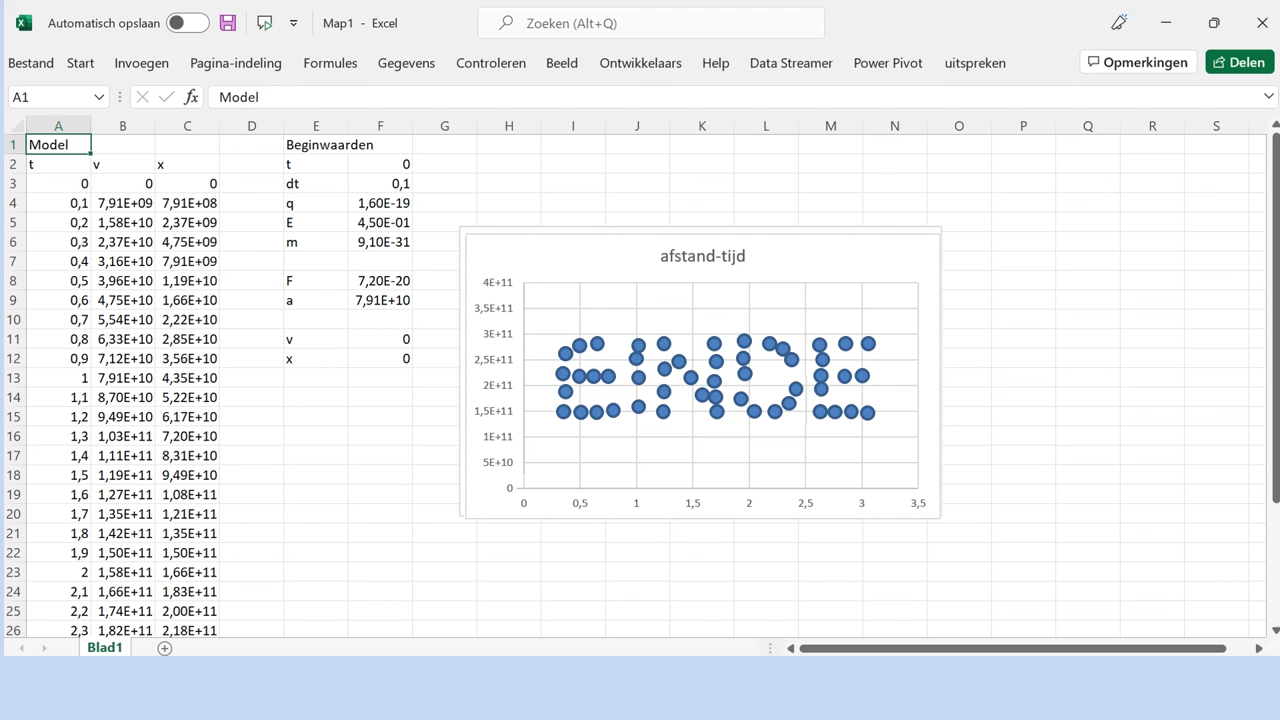 Automatisch opslaan Map1 - Excel Zoeken (Alt+Q)
Bestand Start Invoegen Pagina-indeling Formules Gegevens Controleren Beeld Ontwikkelaars Help Data Streamer Power Pivot uitspreken Opmerkingen Delen
A1 fx Model
A B C D E F G H I J K L M N O P Q R S
1 Model Beginwaarden
2 t v x t 0
3 0 0 0 dt 0,1
4 0,1 7,91E+09 7,91E+08 q 1,60E-19
5 0,2 1,58E+10 2,37E+09 E 4,50E-01
6 0,3 2,37E+10 4,75E+09 m 9,10E-31
7 0,4 3,16E+10 7,91E+09
8 0,5 3,96E+10 1,19E+10 F 7,20E-20
9 0,6 4,75E+10 1,66E+10 a 7,91E+10
10 0,7 5,54E+10 2,22E+10
11 0,8 6,33E+10 2,85E+10 v 0
12 0,9 7,12E+10 3,56E+10 x 0
13 1 7,91E+10 4,35E+10
14 1,1 8,70E+10 5,22E+10
15 1,2 9,49E+10 6,17E+10
16 1,3 1,03E+11 7,20E+10
17 1,4 1,11E+11 8,31E+10
18 1,5 1,19E+11 9,49E+10
19 1,6 1,27E+11 1,08E+11
20 1,7 1,35E+11 1,21E+11
21 1,8 1,42E+11 1,35E+11
22 1,9 1,50E+11 1,50E+11
23 2 1,58E+11 1,66E+11
24 2,1 1,66E+11 1,83E+11
25 2,2 1,74E+11 2,00E+11
26 2,3 1,82E+11 2,18E+11
afstand-tijd
4E+11
3,5E+11
3E+11
2,5E+11
2E+11
1,5E+11
1E+11
5E+10
0
EINDE
0 0,5 1 1,5 2 2,5 3 3,5
Blad1